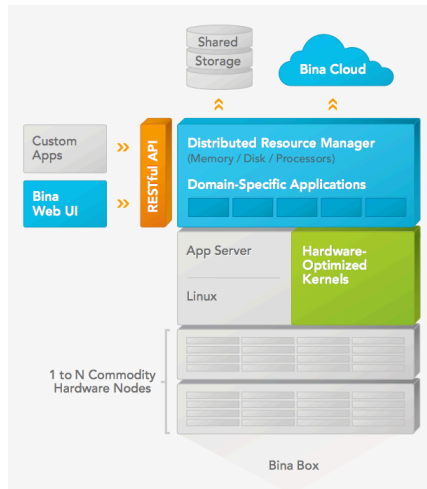 Shared
Storage
Bina Cloud
Custom
Apps
Bina
Web UI
RESTful API
Distributed Resource Manager
(Memory / Disk / Processors)
Domain-Specific Applications
App Server
Linux
Hardware-
Optimized
Kernels
1 to N Commodity
Hardware Nodes
Bina Box